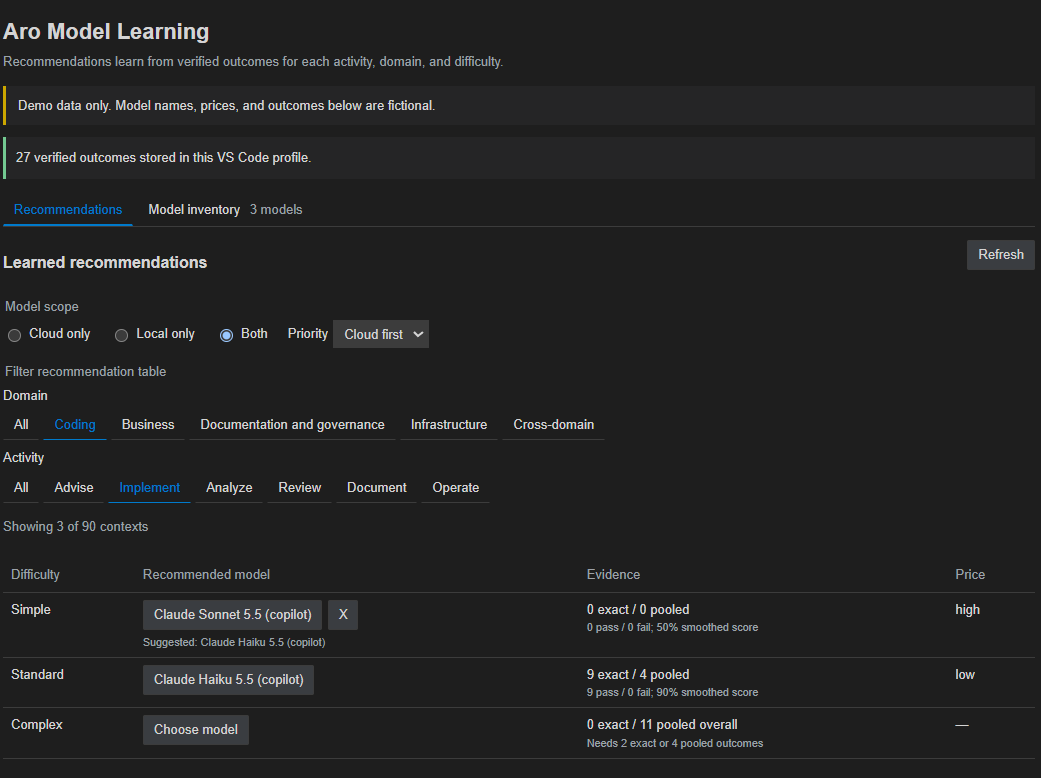 Aro Model Learning
Recommendations learn from verified outcomes for each activity, domain, and difficulty.
Demo data only. Model names, prices, and outcomes below are fictional.
27 verified outcomes stored in this VS Code profile.
Recommendations Model inventory 3 models
Learned recommendations
Refresh
Model scope
Cloud only Local only Both Priority Cloud first
Filter recommendation table
Domain
All Coding Business Documentation and governance Infrastructure Cross-domain
Activity
All Advise Implement Analyze Review Document Operate
Showing 3 of 90 contexts
Difficulty Recommended model Evidence Price
Simple Claude Sonnet 5.5 (copilot) X 0 exact / 0 pooled high
Suggested: Claude Haiku 5.5 (copilot) 0 pass / 0 fail; 50% smoothed score
Standard Claude Haiku 5.5 (copilot) 9 exact / 4 pooled low
9 pass / 0 fail; 90% smoothed score
Complex Choose model 0 exact / 11 pooled overall —
Needs 2 exact or 4 pooled outcomes